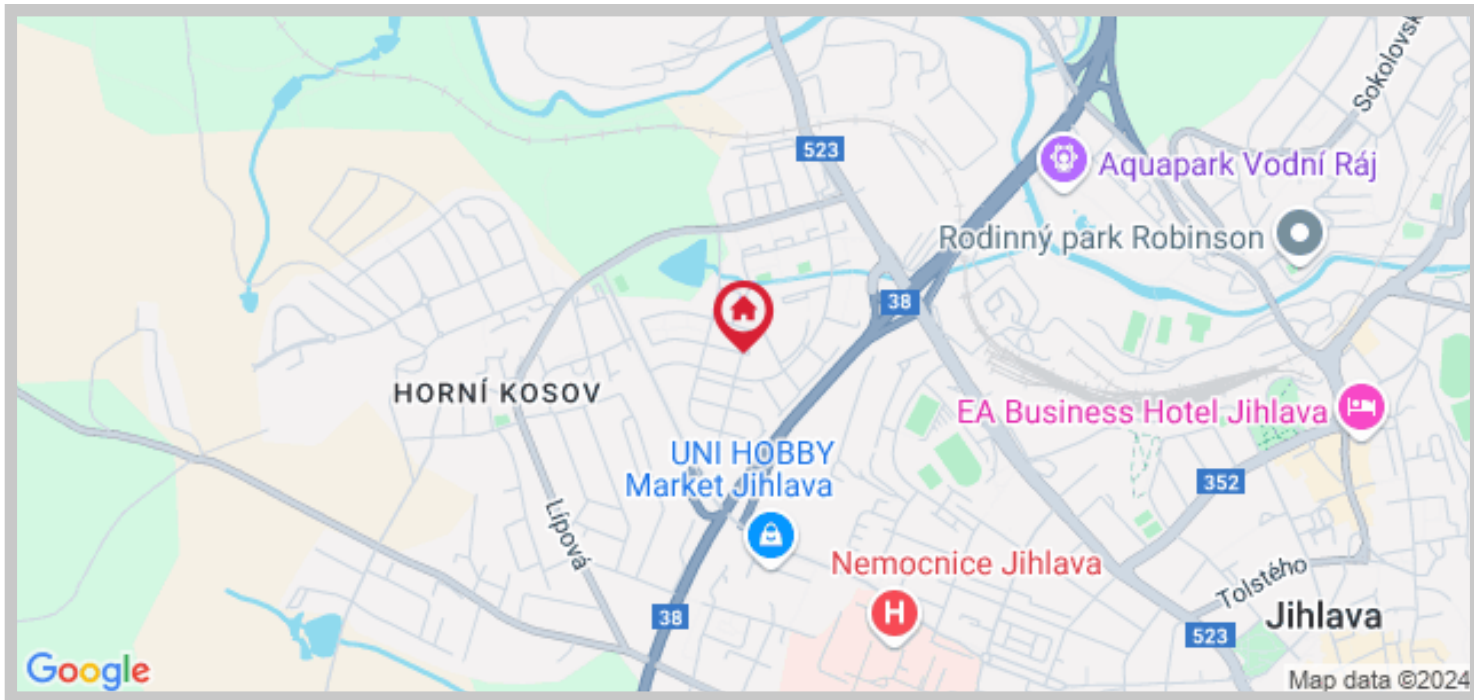 Sokolovsk
523
Aquapark Vodní Ráj
Rodinný park Robinson
38
HORNÍ KOSOV
EA Business Hotel Jihlava
UNI HOBBY
Market Jihlava
352
Lípová
Nemocnice Jihlava
Tolstého
38
Jihlava
523
Google
Map data ©2024
H